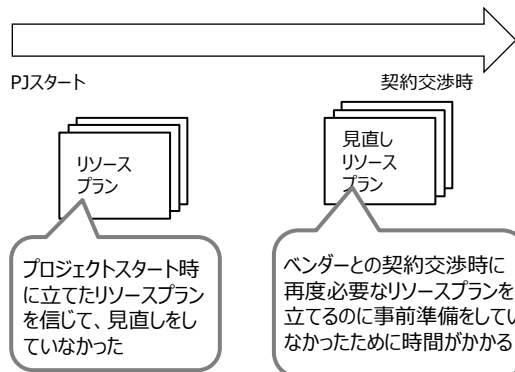 PJスタート
契約交渉時
リソース
プラン
見直し
リソース
プラン
プロジェクトスタート時
に立てたリソースプラン
を信じて、見直しをし
ていなかった
ベンダーとの契約交渉時に
再度必要なリソースプランを
立てるのに事前準備をしてい
なかったために時間がかかる